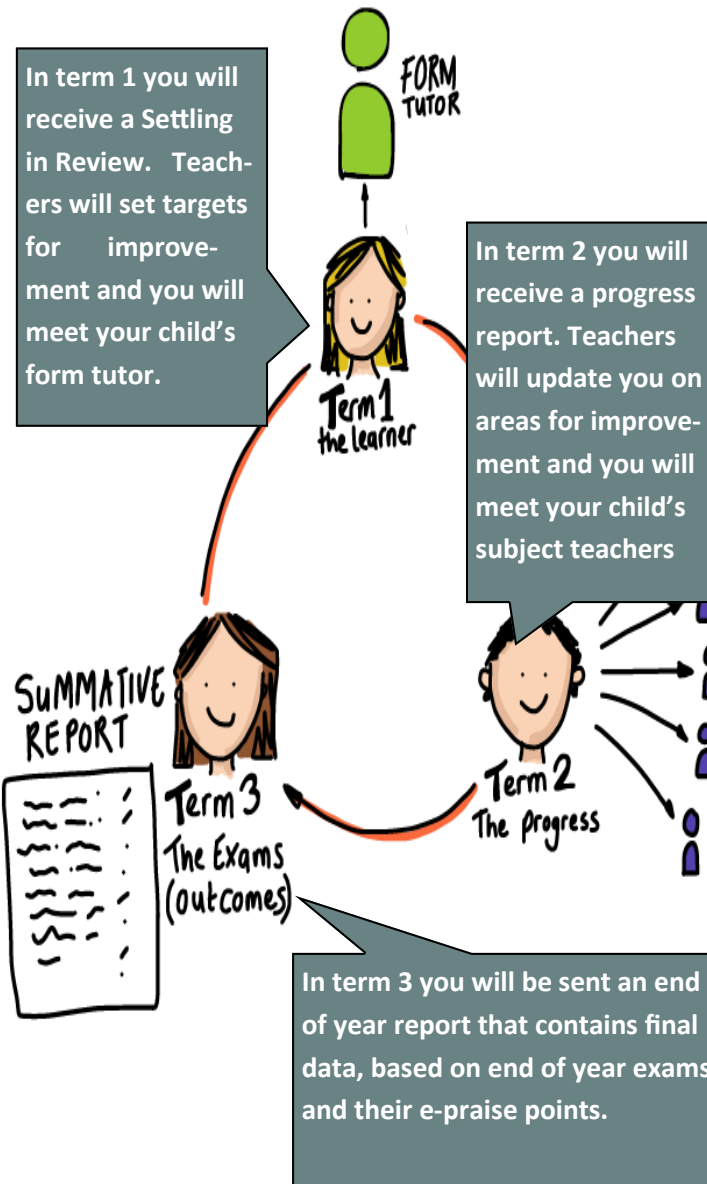 In term 1 you will
receive a Settling
in Review. Teach-
ers will set targets
for improve-
ment and you will
meet your child's
form tutor.
FORM
TUTOR
In term 2 you will
receive a progress
report. Teachers
will update you on
areas for improve-
ment and you will
meet your child's
subject teachers
Term 1
the learner
SUMMATIVE
REPORT
Term 3
The Exams
(outcomes)
Term 2
The Progress
In term 3 you will be sent an end
of year report that contains final
data, based on end of year exams
and their e-praise points.